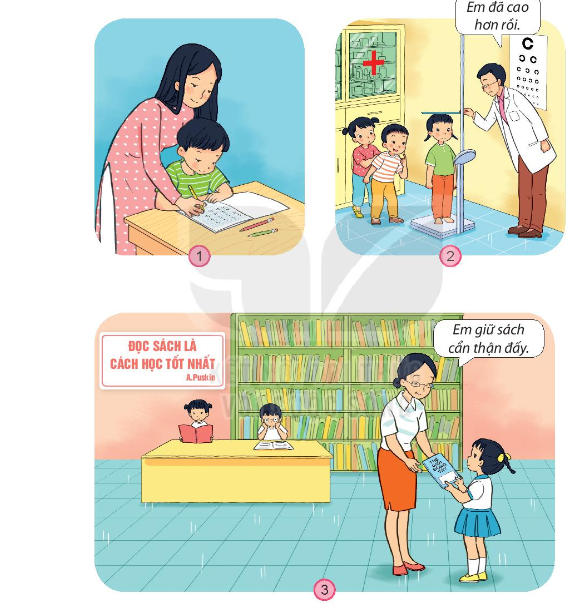 Em đã cao
hơn rồi.
C
1
2
Em giữ sách
cẩn thận đấy.
ĐỌC SÁCH LÀ
CÁCH HỌC TỐT NHẤT
A.Puskin
3